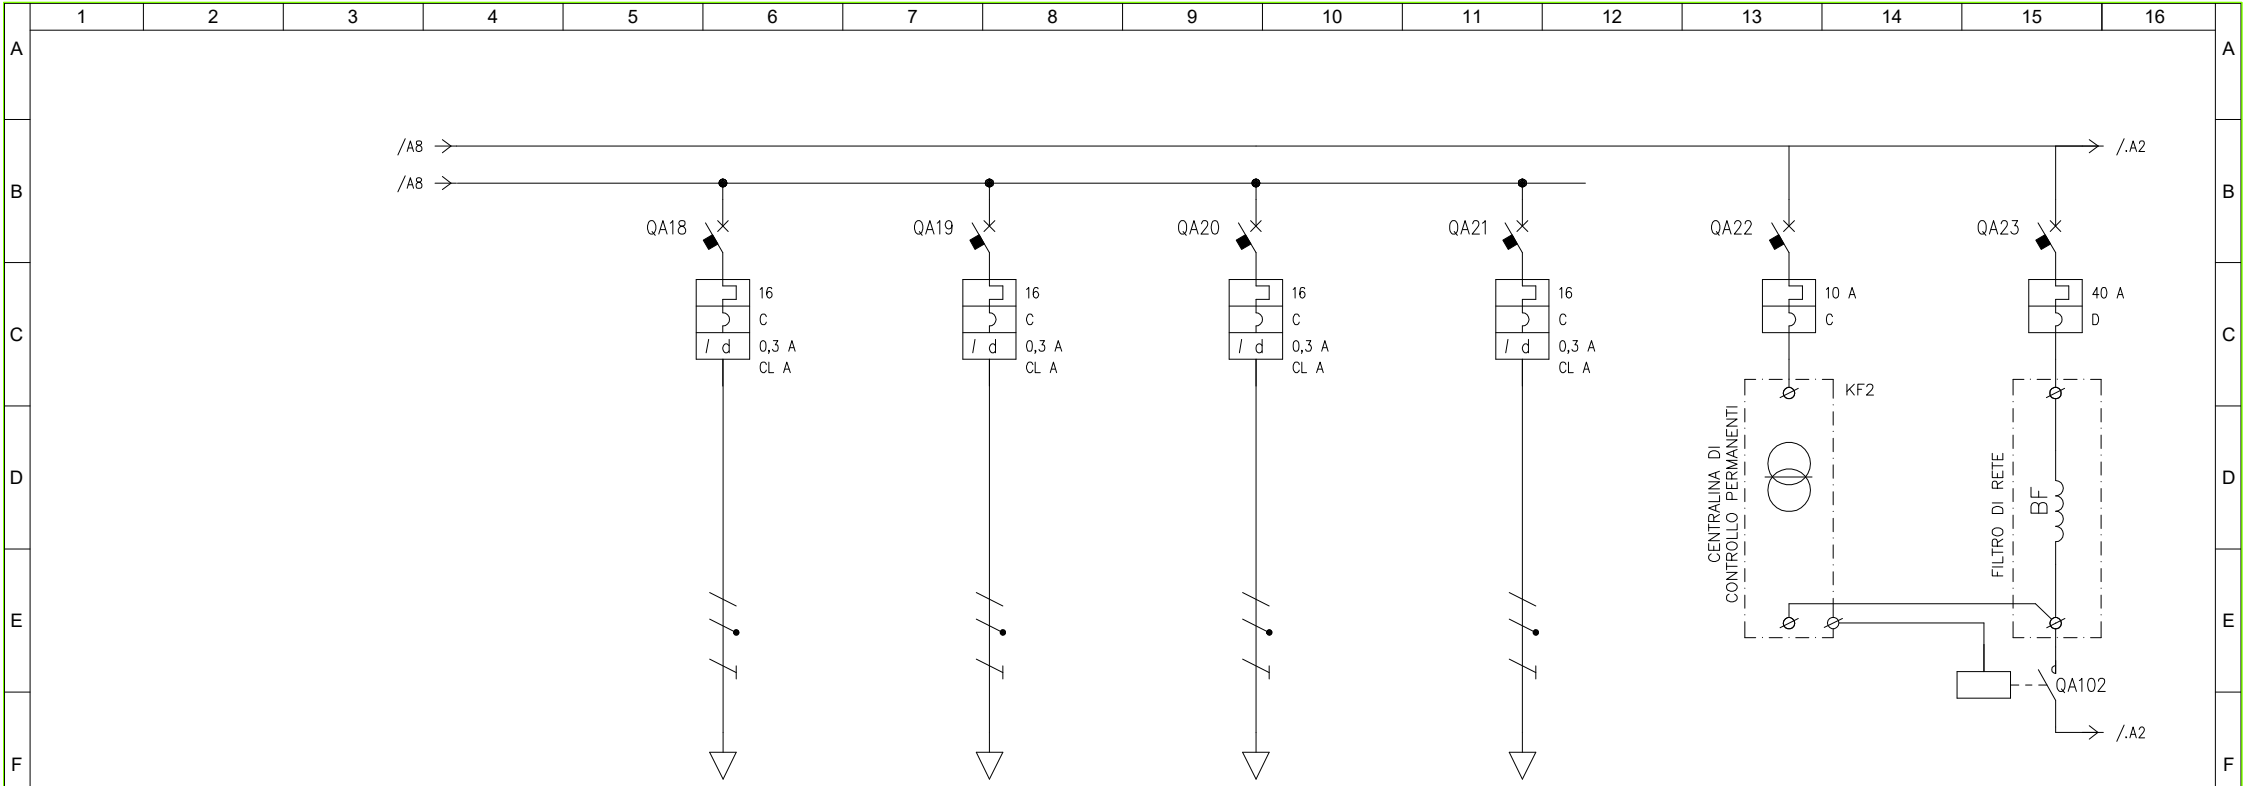 1 2 3 4 5 6 7 8 9 10 11 12 13 14 15 16
A A
/A8 /.A2
/A8
B B
QA18 QA19 QA20 QA21 QA22 QA23
16 16 16 16 10 A 40 A
C C C C C D
C C
/ d / d / d / d
0,3 A 0,3 A 0,3 A 0,3 A
CL A CL A CL A CL A
KF2
CENTRALINA DI
CONTROLLO PERMANENTI
FILTRO DI RETE
BF
D D
E E
QA102
/.A2
F F